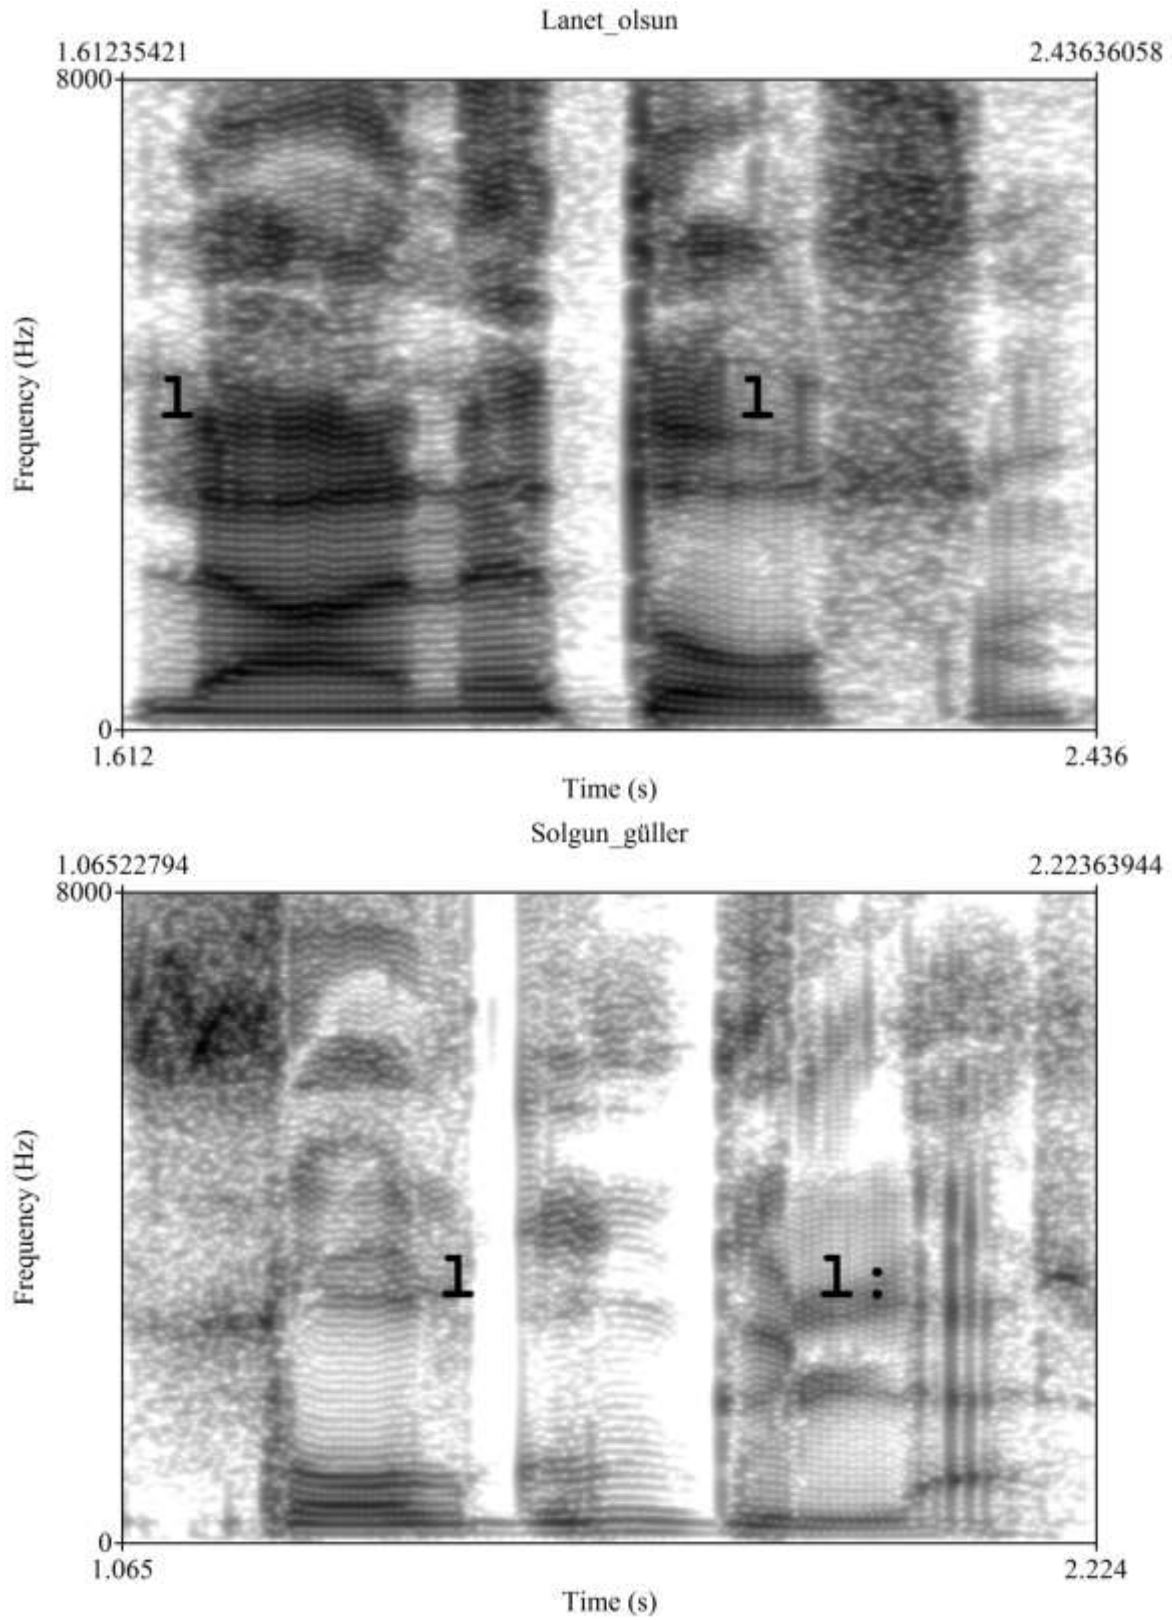 Lanet_olsun
1.61235421 2.43636058
8000
Frequency (Hz)
l l
0
1.612 2.436
Time (s)
Solgun_güller
1.06522794 2.22363944
8000
Frequency (Hz)
l l:
0
1.065 2.224
Time (s)